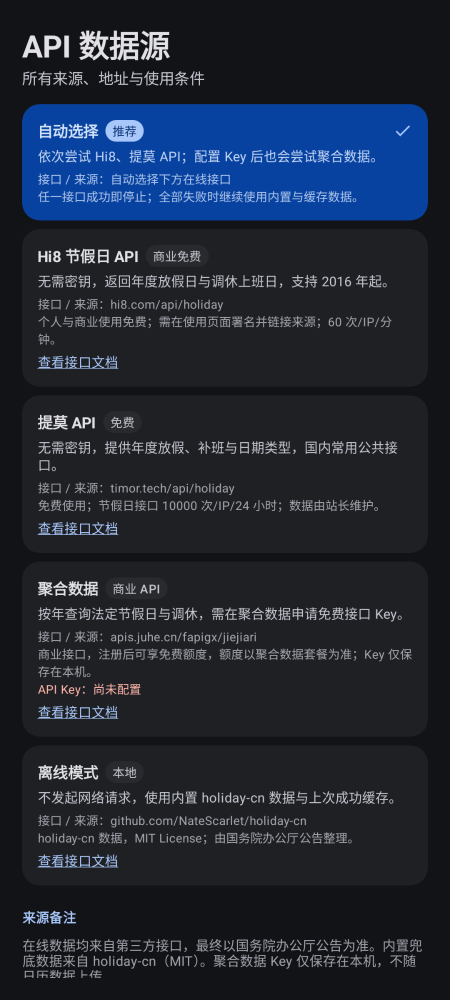 API 数据源
所有来源、地址与使用条件
自动选择 推荐
依次尝试 Hi8、提莫 API；配置 Key 后也会尝试聚合数据。
接口 / 来源：自动选择下方在线接口
任一接口成功即停止；全部失败时继续使用内置与缓存数据。
Hi8 节假日 API 商业免费
无需密钥，返回年度放假日与调休上班日，支持 2016 年起。
接口 / 来源：hi8.com/api/holiday
个人与商业使用免费；需在使用页面署名并链接来源；60 次/IP/分
钟。
查看接口文档
提莫 API 免费
无需密钥，提供年度放假、补班与日期类型，国内常用公共接
口。
接口 / 来源：timor.tech/api/holiday
免费使用；节假日接口 10000 次/IP/24 小时；数据由站长维护。
查看接口文档
聚合数据 商业 API
按年查询法定节假日与调休，需在聚合数据申请免费接口 Key。
接口 / 来源：apis.juhe.cn/fapigx/jiejiari
商业接口，注册后可享免费额度，额度以聚合数据套餐为准；Key 仅保
存在本机。
API Key：尚未配置
查看接口文档
离线模式 本地
不发起网络请求，使用内置 holiday-cn 数据与上次成功缓存。
接口 / 来源：github.com/NateScarlet/holiday-cn
holiday-cn 数据，MIT License；由国务院办公厅公告整理。
查看接口文档
来源备注
在线数据均来自第三方接口，最终以国务院办公厅公告为准。内置兜
底数据来自 holiday-cn（MIT）。聚合数据 Key 仅保存在本机，不随
日历数据上传